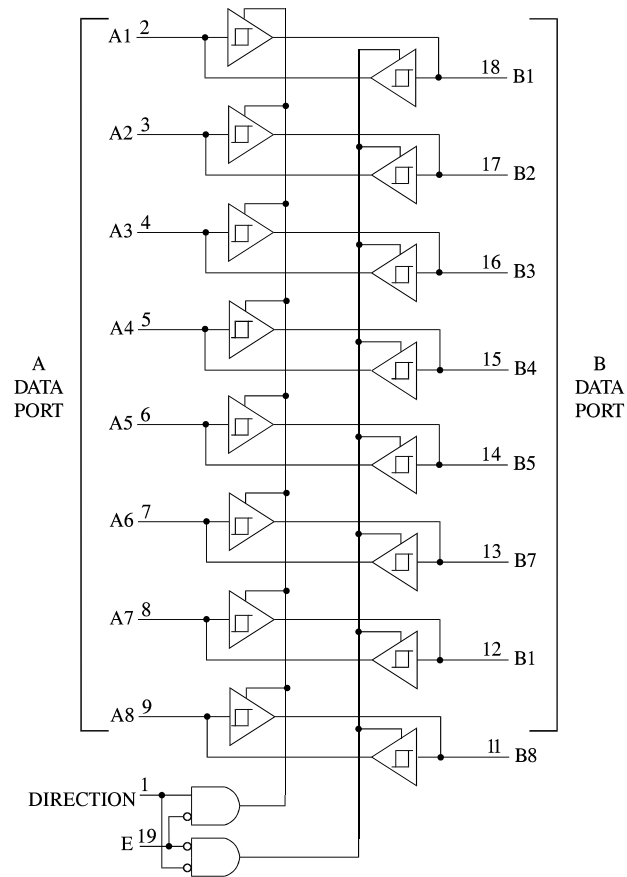 A1 2
18 B1
A2 3
17 B2
A3 4
16 B3
A4 5
15 B4
A
DATA
PORT
B
DATA
PORT
A5 6
14 B5
A6 7
13 B7
A7 8
12 B1
A8 9
11 B8
DIRECTION 1
E 19